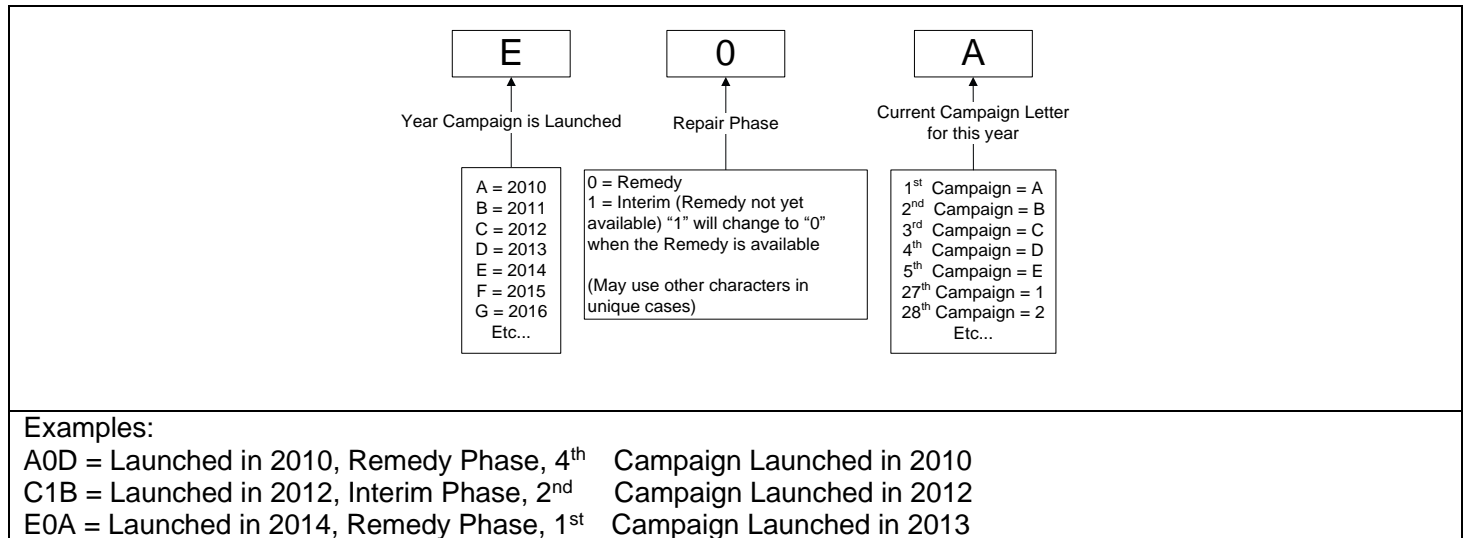 E
0
A
Year Campaign is Launched
Repair Phase
Current Campaign Letter
for this year
A = 2010
B = 2011
C = 2012
D = 2013
E = 2014
F = 2015
G = 2016
Etc...
0 = Remedy
1 = Interim (Remedy not yet
available) “1” will change to “0”
when the Remedy is available
(May use other characters in
unique cases)
1st Campaign = A
2nd Campaign = B
3rd Campaign = C
4th Campaign = D
5th Campaign = E
27th Campaign = 1
28th Campaign = 2
Etc...
Examples:
A0D = Launched in 2010, Remedy Phase, 4th Campaign Launched in 2010
C1B = Launched in 2012, Interim Phase, 2nd Campaign Launched in 2012
E0A = Launched in 2014, Remedy Phase, 1st Campaign Launched in 2013